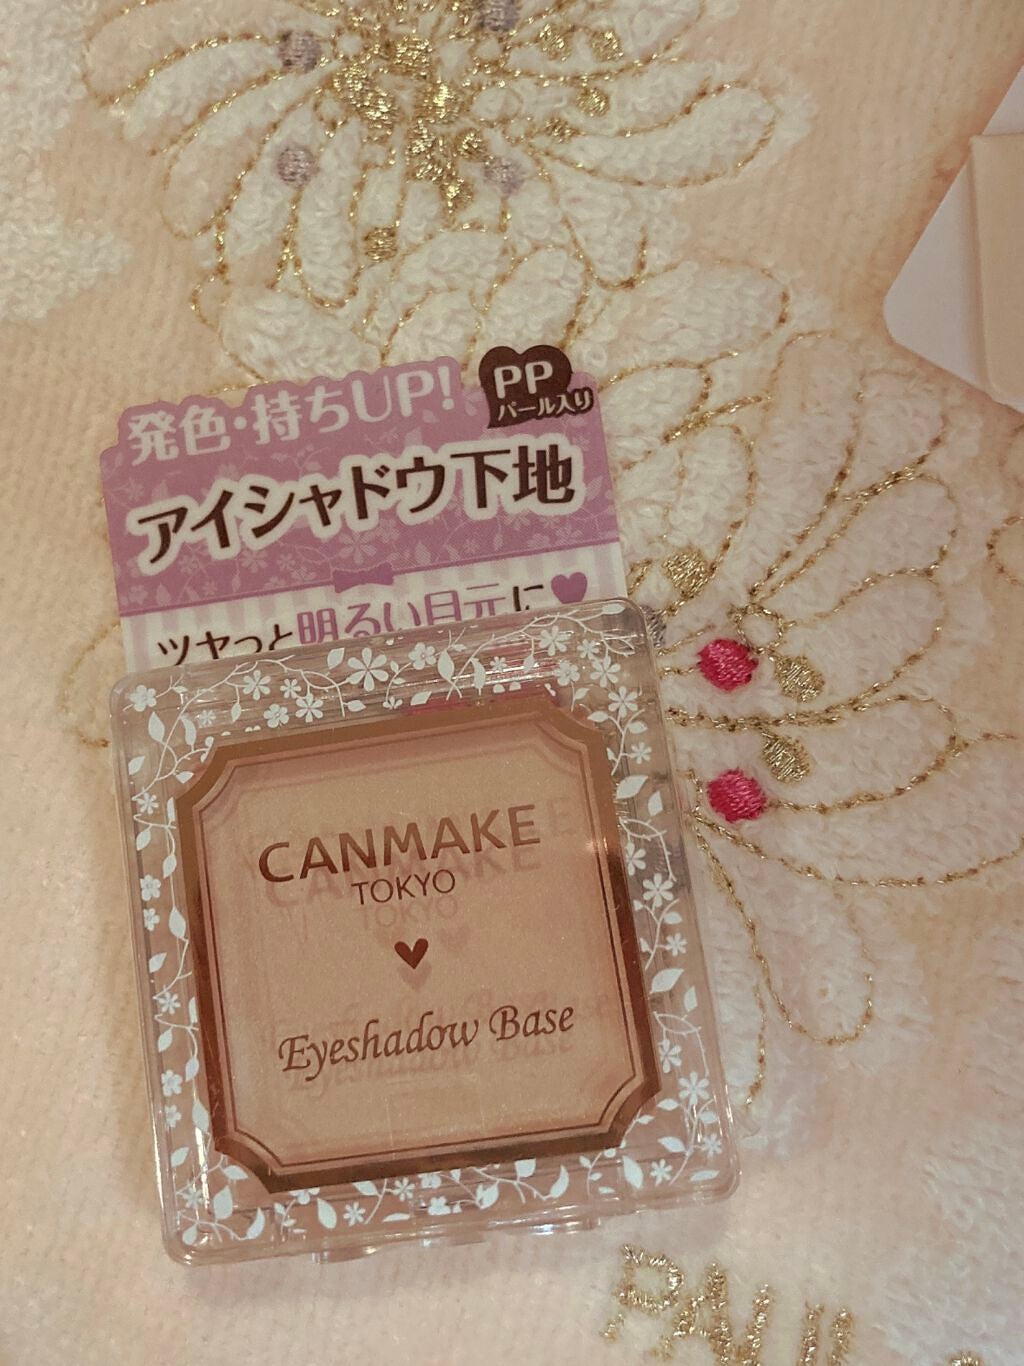 発色・持ちUP!
PP
パール入り
アイシャドウ下地
ツヤっと明るい目元に♥
CANMAKE
TOKYO
Eyeshadow Base